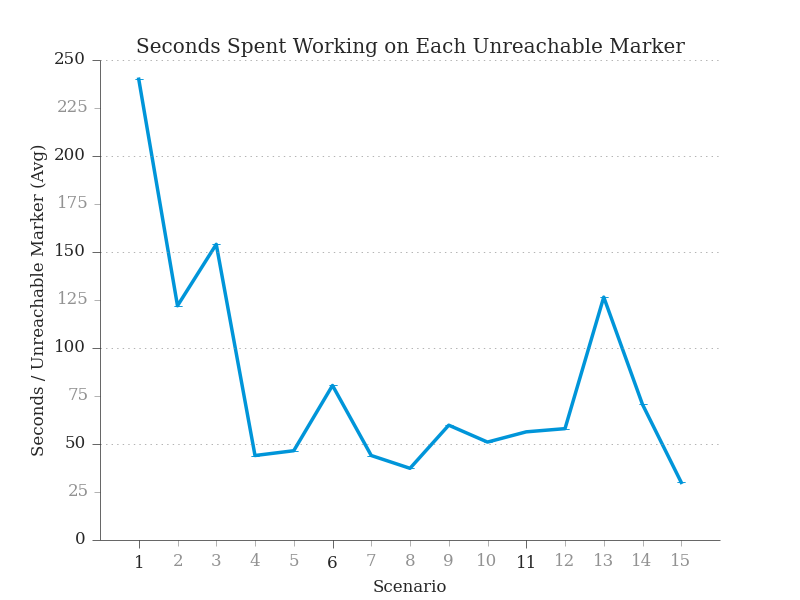 Seconds Spent Working on Each Unreachable Marker
Seconds / Unreachable Marker (Avg)
250
225
200
175
150
125
100
75
50
25
0
1 2 3 4 5 6 7 8 9 10 11 12 13 14 15
Scenario